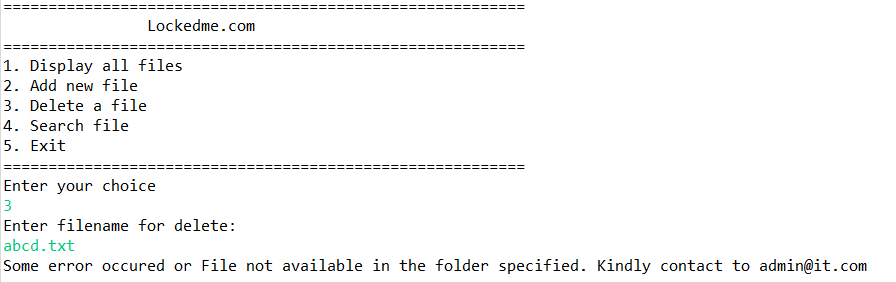 ==========================================================
Lockedme.com
==========================================================
1. Display all files
2. Add new file
3. Delete a file
4. Search file
5. Exit
==========================================================
Enter your choice
3
Enter filename for delete:
abcd.txt
Some error occured or File not available in the folder specified. Kindly contact to admin@it.com